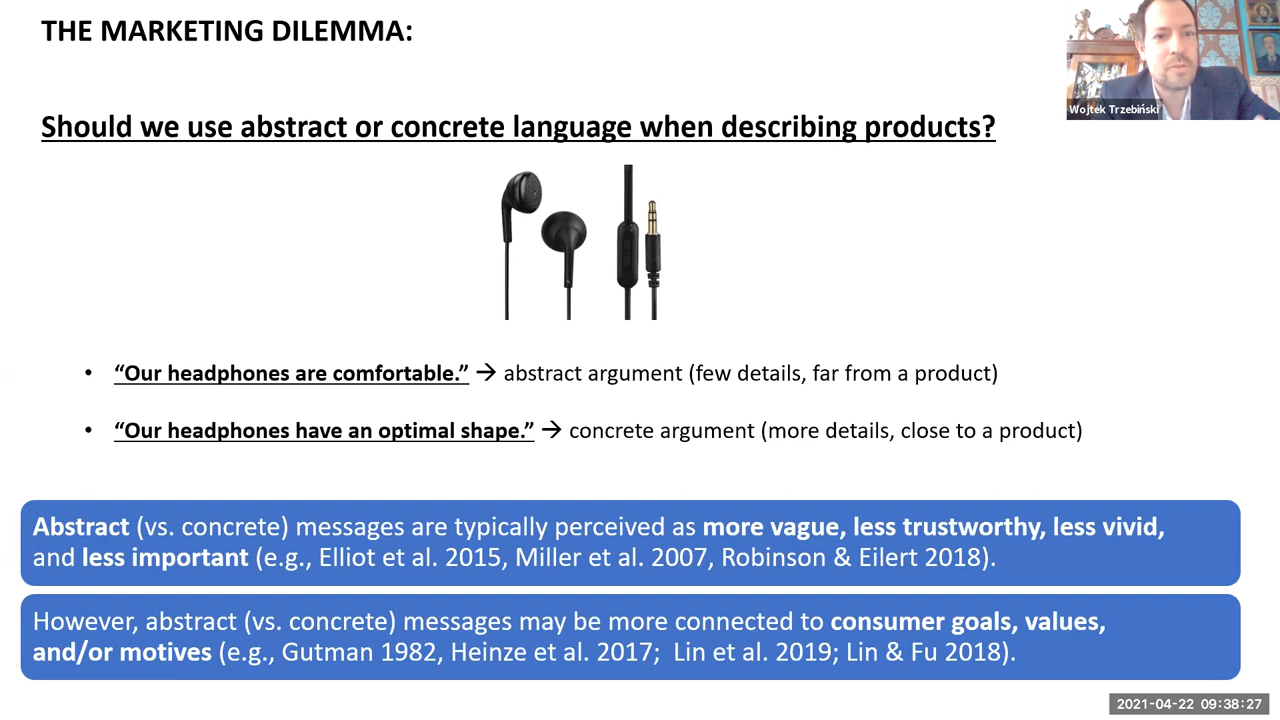 THE MARKETING DILEMMA:
Wojtek Trzebiński
Should we use abstract or concrete language when describing products?
• “Our headphones are comfortable.” → abstract argument (few details, far from a product)
• “Our headphones have an optimal shape.” → concrete argument (more details, close to a product)
Abstract (vs. concrete) messages are typically perceived as more vague, less trustworthy, less vivid,
and less important (e.g., Elliot et al. 2015, Miller et al. 2007, Robinson & Eilert 2018).
However, abstract (vs. concrete) messages may be more connected to consumer goals, values,
and/or motives (e.g., Gutman 1982, Heinze et al. 2017; Lin et al. 2019; Lin & Fu 2018).
2021-04-22 09:38:27